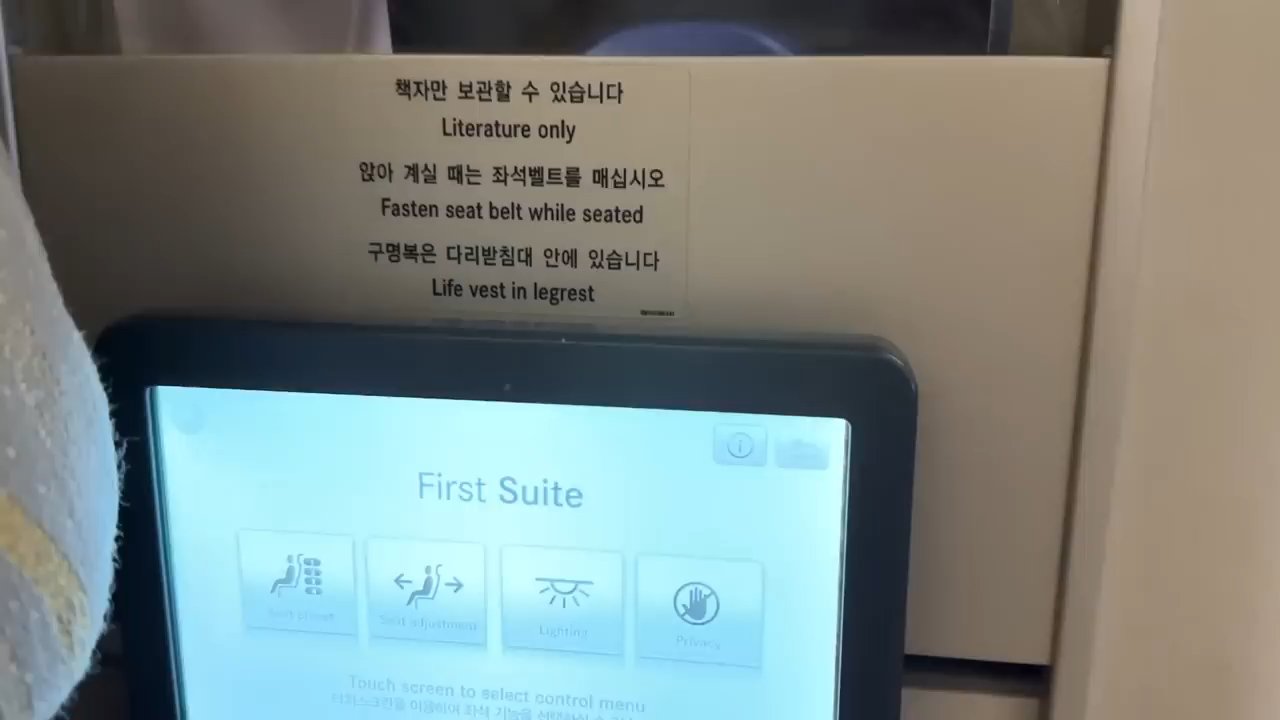 책자만 보관할 수 있습니다
Literature only
앉아 계실 때는 좌석벨트를 매십시오
Fasten seat belt while seated
구명복은 다리받침대 안에 있습니다
Life vest in legrest
First Suite
Seat preset
Seat adjustment
Lighting
Privacy
Touch screen to select control menu
터치스크린을 이용하여 좌석 기능을 선택하실 수